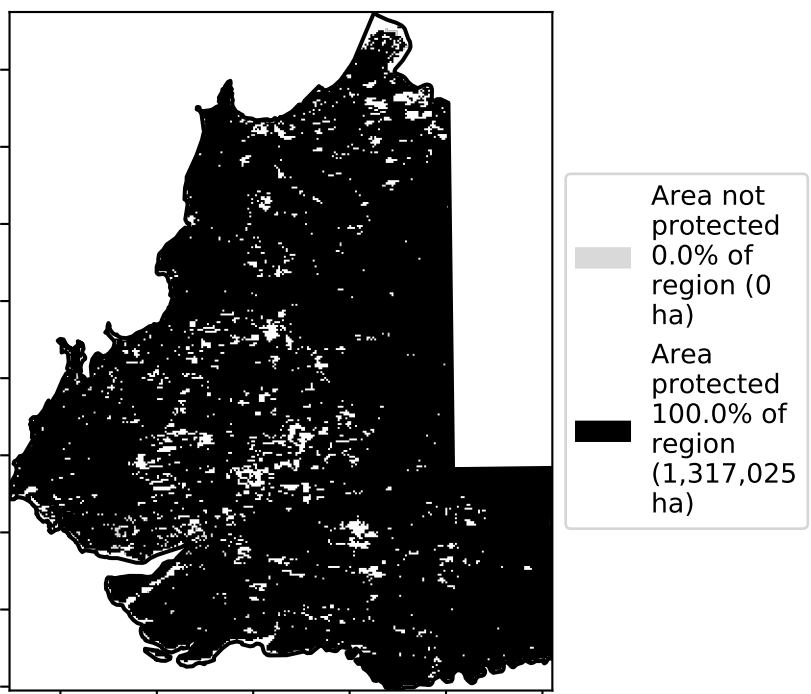 Area not
protected
0.0% of
region (0
ha)
Area
protected
100.0% of
region
(1,317,025
ha)